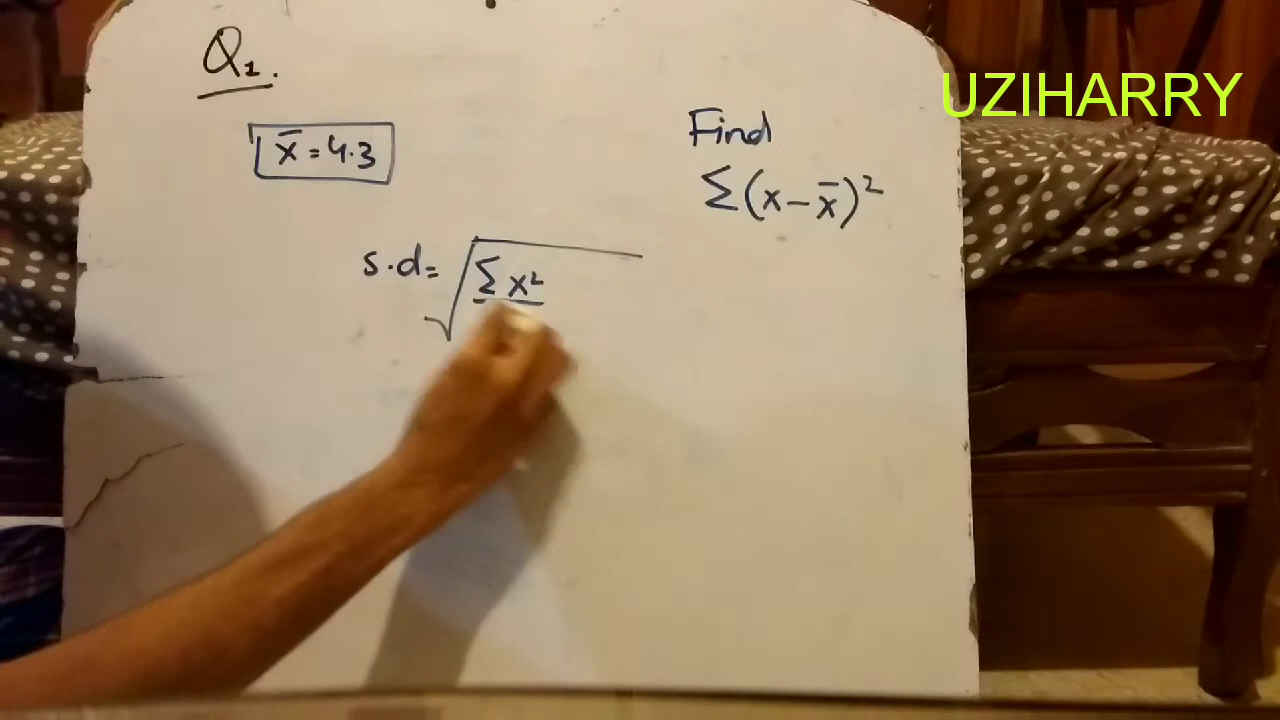 Q1.
UZIHARRY
x̄ = 4.3
Find
Σ(x-x̄)²
s.d= √Σx²